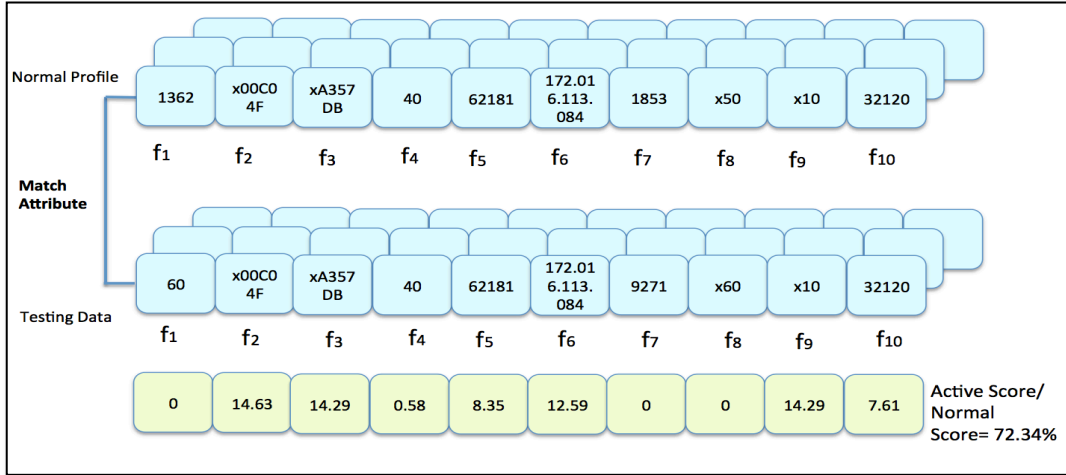 Normal Profile
1362
x00C0
4F
xA357
DB
40
62181
172.01
6.113.
084
1853
x50
x10
32120
f1 f2 f3 f4 f5 f6 f7 f8 f9 f10
Match
Attribute
60
x00C0
4F
xA357
DB
40
62181
172.01
6.113.
084
9271
x60
x10
32120
Testing Data
f1 f2 f3 f4 f5 f6 f7 f8 f9 f10
0 14.63 14.29 0.58 8.35 12.59 0 0 14.29 7.61
Active Score/
Normal
Score= 72.34%